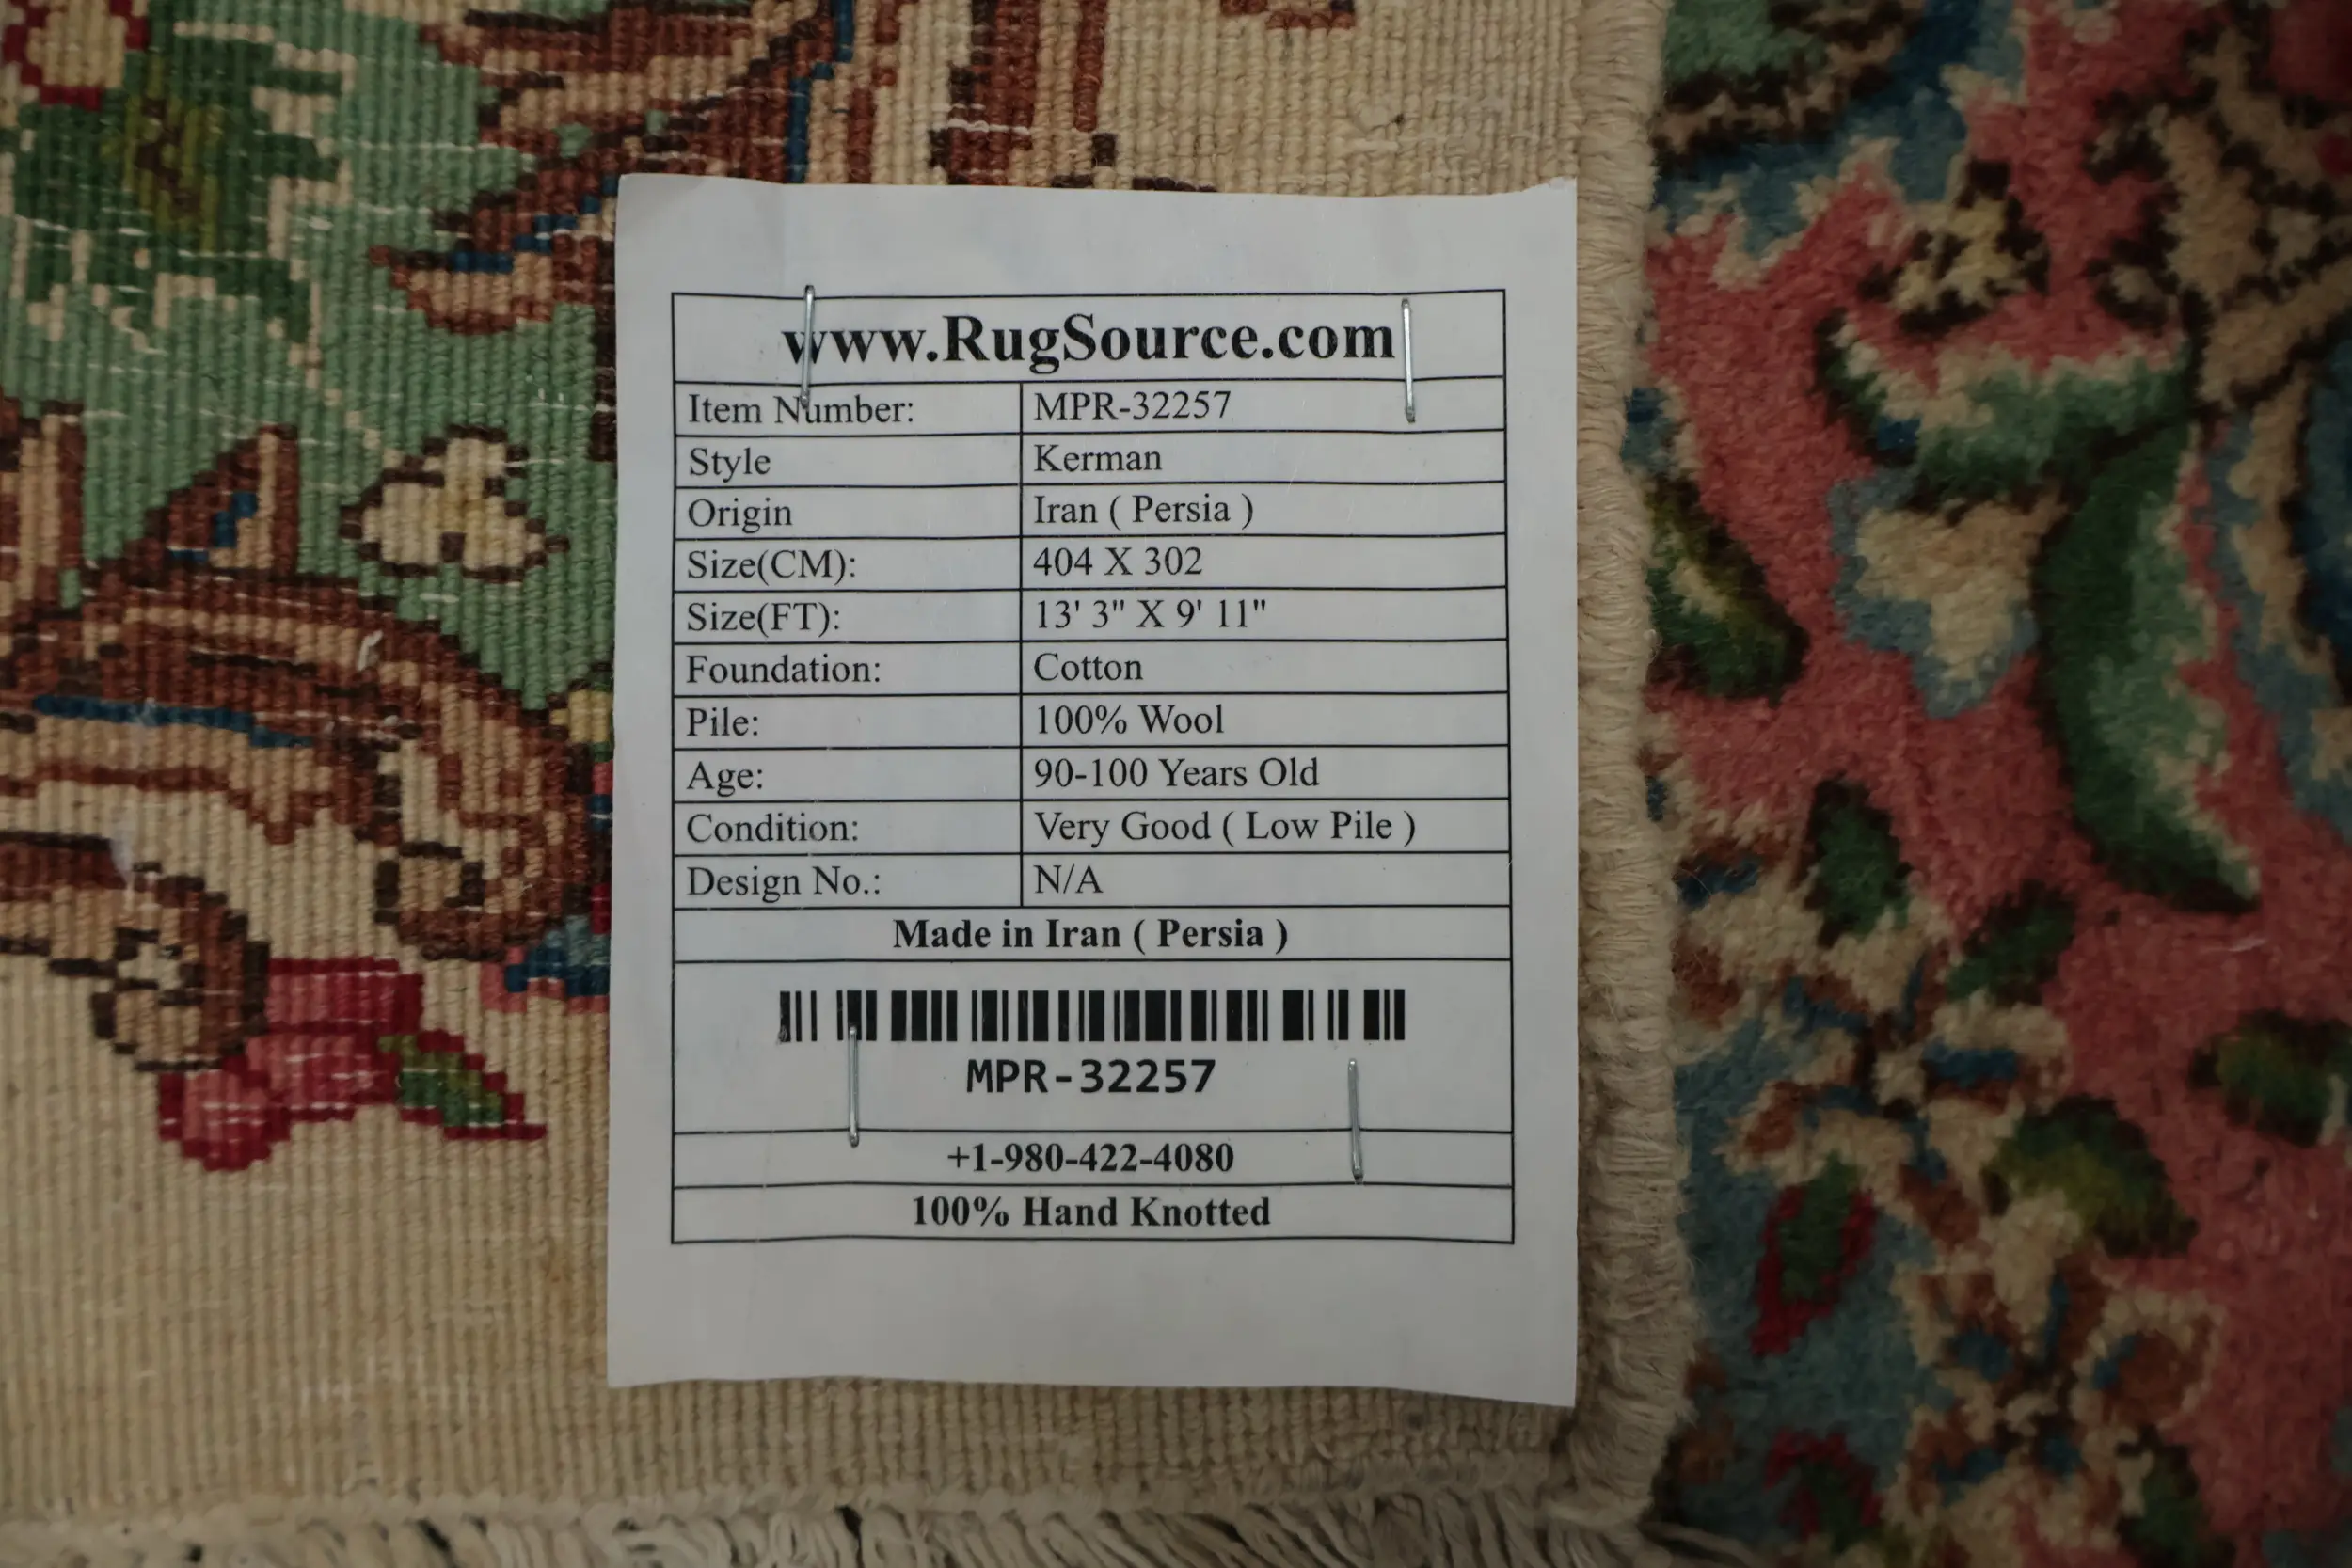 www.RugSource.com
Item Number: MPR-32257
Style Kerman
Origin Iran ( Persia )
Size(CM): 404 X 302
Size(FT): 13' 3" X 9' 11"
Foundation: Cotton
Pile: 100% Wool
Age: 90-100 Years Old
Condition: Very Good ( Low Pile )
Design No.: N/A
Made in Iran ( Persia )
MPR-32257
+1-980-422-4080
100% Hand Knotted